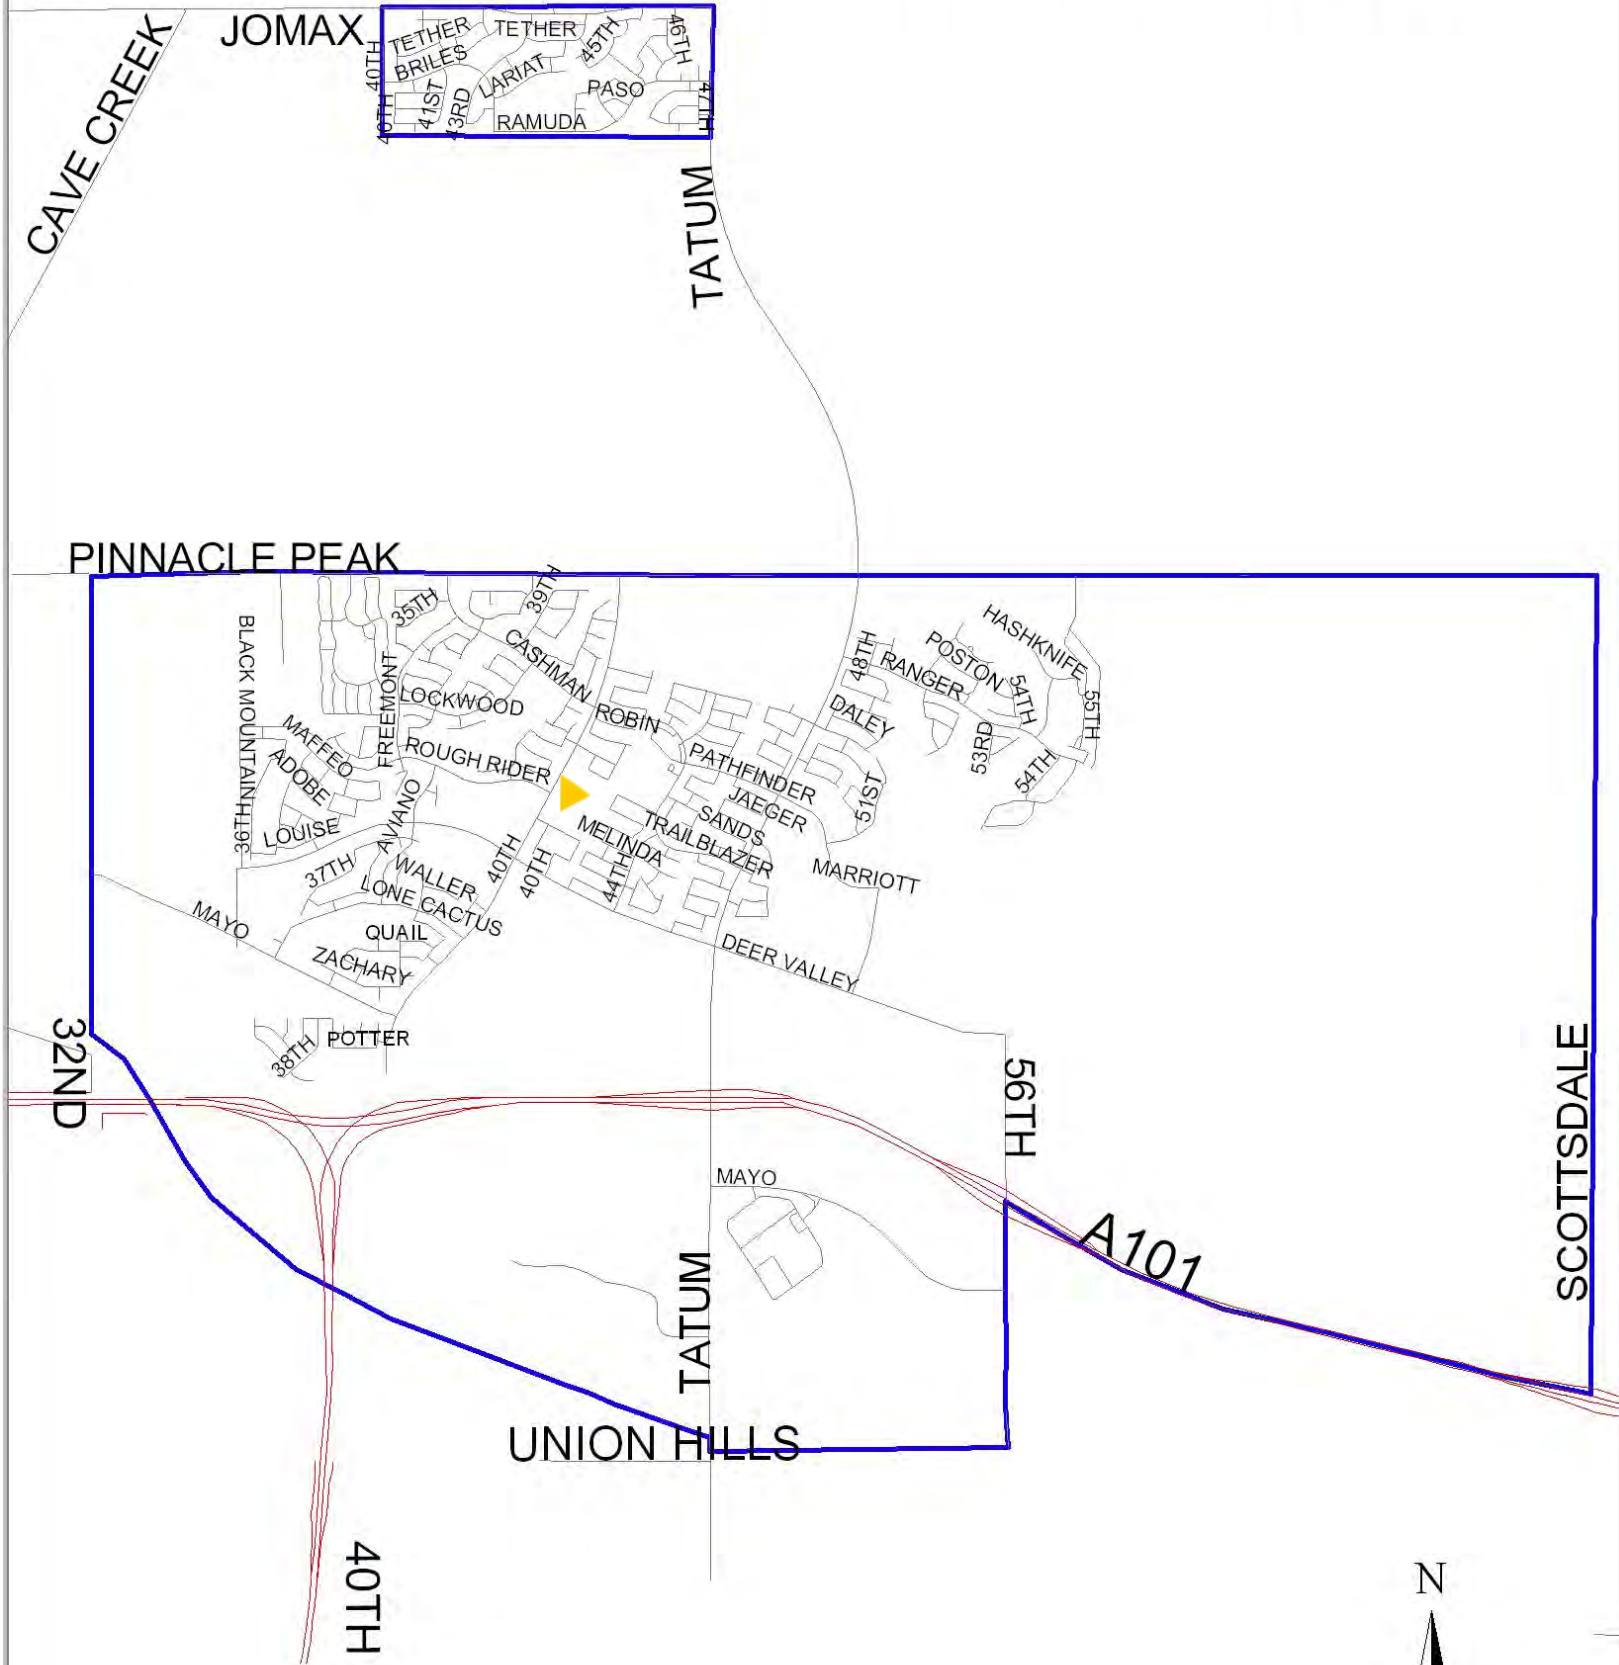 JOMAX
CAVE CREEK
40TH
TETHER
TETHER
45TH
46TH
BRILES
LARIAT
PASO
41ST
43RD
40TH
47TH
RAMUDA
TATUM
PINNACLE PEAK
35TH
39TH
BLACK MOUNTAIN
FREEMONT
CASHMAN
LOCKWOOD
ROBIN
48TH
RANGER
POSTON
HASHKNIFE
54TH
55TH
DALEY
MAFFEO
ADOBE
ROUGH RIDER
PATHFINDER
53RD
54TH
JAEGER
51ST
SANDS
36TH
LOUISE
AVIANO
MELINDA
TRAILBLAZER
37TH
WALLER
40TH
40TH
44TH
MARRIOTT
LONE CACTUS
MAYO
QUAIL
ZACHARY
DEER VALLEY
32ND
38TH
POTTER
56TH
SCOTTSDALE
MAYO
A101
TATUM
UNION HILLS
40TH
N